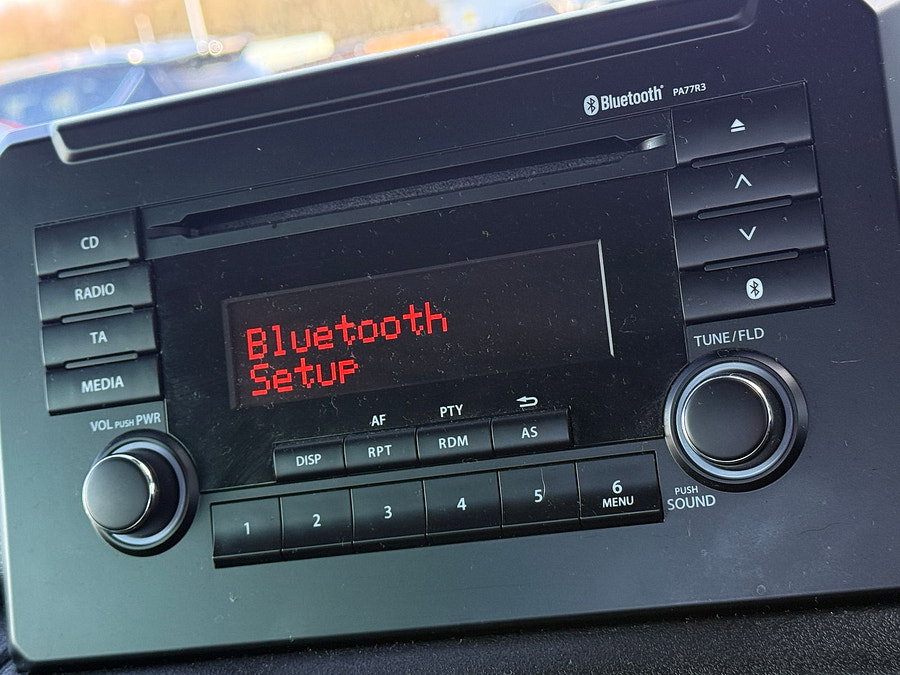 Bluetooth PA77R3
CD
RADIO
TA
MEDIA
VOL PUSH PWR
Bluetooth
Setup
TUNE/FLD
AF PTY
DISP RPT RDM AS
1 2 3 4 5 6
MENU
PUSH
SOUND